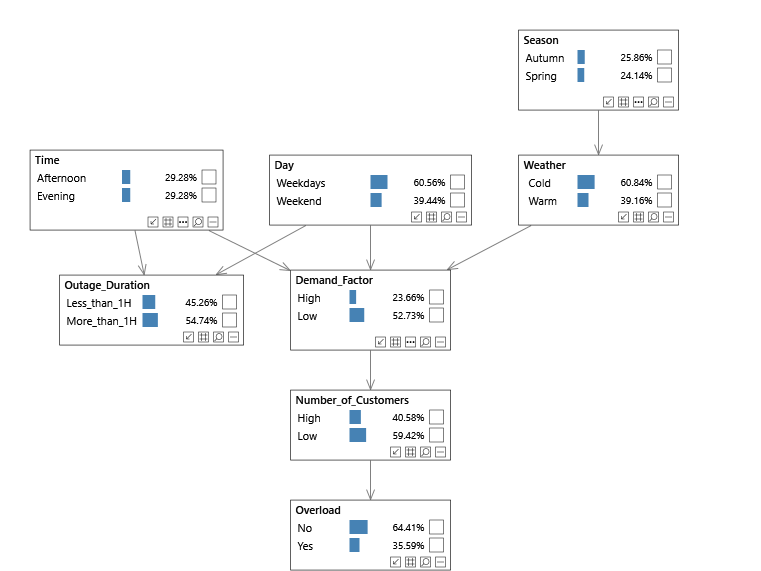 Season
Autumn 25.86%
Spring 24.14%
Time
Afternoon 29.28%
Evening 29.28%
Day
Weekdays 60.56%
Weekend 39.44%
Weather
Cold 60.84%
Warm 39.16%
Outage_Duration
Less_than_1H 45.26%
More_than_1H 54.74%
Demand_Factor
High 23.66%
Low 52.73%
Number_of_Customers
High 40.58%
Low 59.42%
Overload
No 64.41%
Yes 35.59%